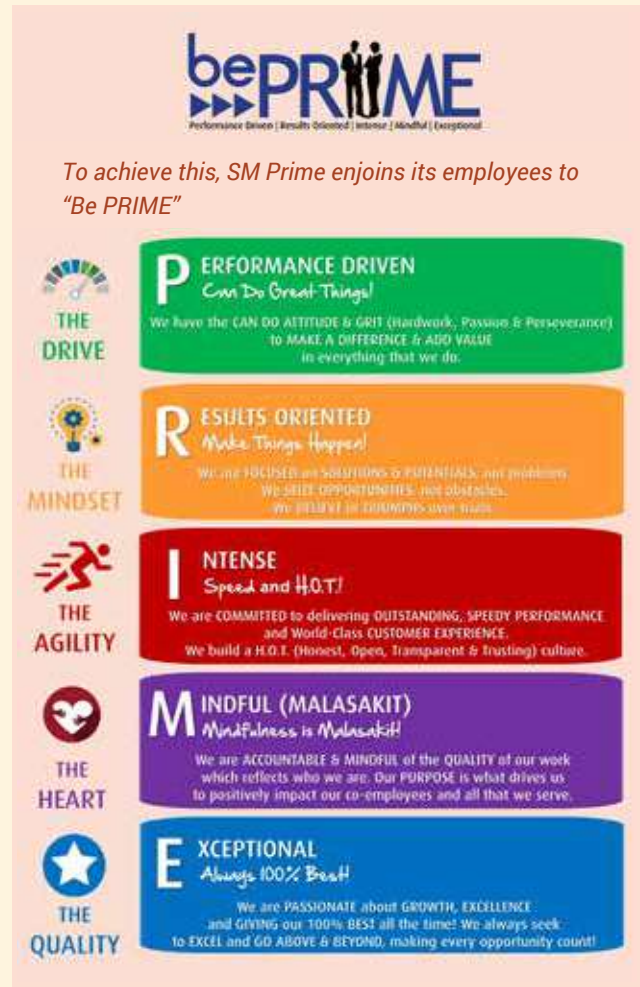 bePRIME
Performance Driven | Results Oriented | Intense | Mindful | Exceptional
To achieve this, SM Prime enjoins its employees to
“Be PRIME”
THE
DRIVE
PERFORMANCE DRIVEN
Can Do Great Things!
We have the CAN DO ATTITUDE & GRIT (Hardwork, Passion & Perseverance)
to MAKE A DIFFERENCE & ADD VALUE
in everything that we do.
THE
MINDSET
RESULTS ORIENTED
Make Things Happen!
We are FOCUSED on SOLUTIONS & POTENTIALS, not problems.
We SEIZE OPPORTUNITIES, not obstacles.
We BELIEVE in TRIUMPHS over trials.
THE
AGILITY
INTENSE
Speed and H.O.T!
We are COMMITTED to delivering OUTSTANDING, SPEEDY PERFORMANCE
and World-Class CUSTOMER EXPERIENCE.
We build a H.O.T. (Honest, Open, Transparent & Trusting) culture.
THE
HEART
MINDFUL (MALASAKIT)
Mindfulness is Malasakit!
We are ACCOUNTABLE & MINDFUL of the QUALITY of our work
which reflects who we are. Our PURPOSE is what drives us
to positively impact our co-employees and all that we serve.
THE
QUALITY
EXCEPTIONAL
Always 100% Best!
We are PASSIONATE about GROWTH, EXCELLENCE
and GIVING our 100% BEST all the time! We always seek
to EXCEL and GO ABOVE & BEYOND, making every opportunity count!